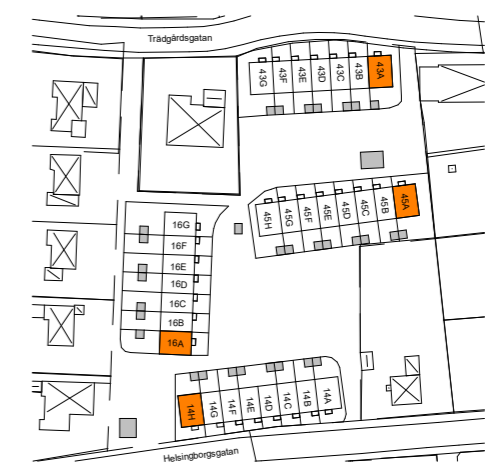 Trädgårdsgatan
43G 43F 43E 43D 43C 43B 43A
45H 45G 45F 45E 45D 45C 45B 45A
16G
16F
16E
16D
16C
16B
16A
14H 14G 14F 14E 14D 14C 14B 14A
Helsingborgsgatan